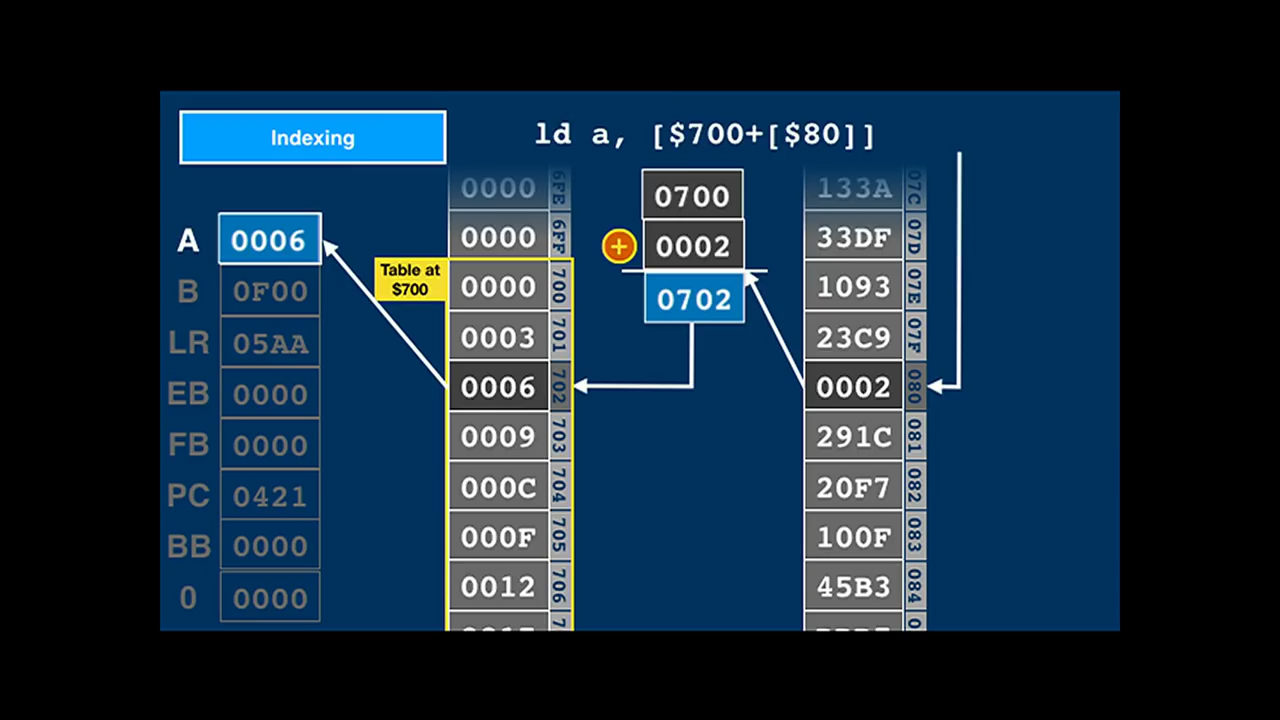 Indexing
ld a, [$700+[$80]]
A 0006
B 0F00
LR 05AA
EB 0000
FB 0000
PC 0421
BB 0000
0 0000
Table at
$700
0000 6FE
0000 6FF
0000 700
0003 701
0006 702
0009 703
000C 704
000F 705
0012 706
0700
+ 0002
0702
133A 07C
33DF 07D
1093 07E
23C9 07F
0002 080
291C 081
20F7 082
100F 083
45B3 084